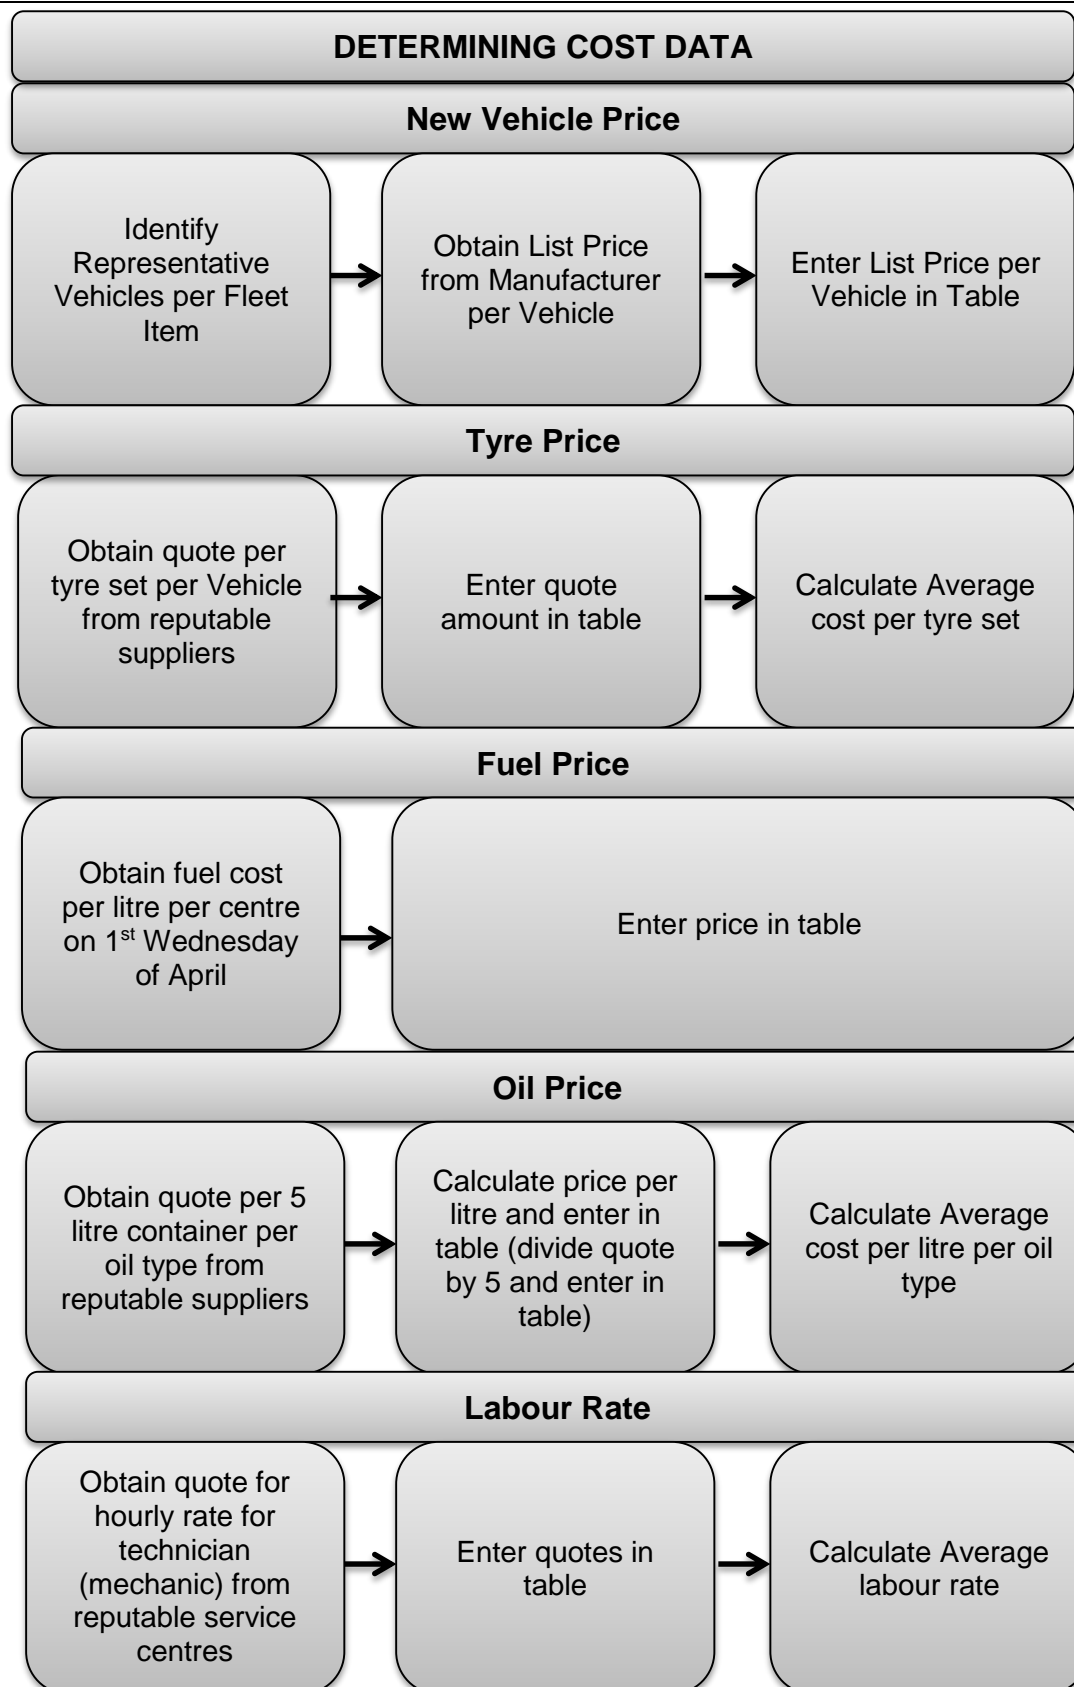 DETERMINING COST DATA
New Vehicle Price
Identify
Representative
Vehicles per Fleet
Item
Obtain List Price
from Manufacturer
per Vehicle
Enter List Price per
Vehicle in Table
Tyre Price
Obtain quote per
tyre set per Vehicle
from reputable
suppliers
Enter quote
amount in table
Calculate Average
cost per tyre set
Fuel Price
Obtain fuel cost
per litre per centre
on 1st Wednesday
of April
Enter price in table
Oil Price
Obtain quote per 5
litre container per
oil type from
reputable suppliers
Calculate price per
litre and enter in
table (divide quote
by 5 and enter in
table)
Calculate Average
cost per litre per oil
type
Labour Rate
Obtain quote for
hourly rate for
technician
(mechanic) from
reputable service
centres
Enter quotes in
table
Calculate Average
labour rate